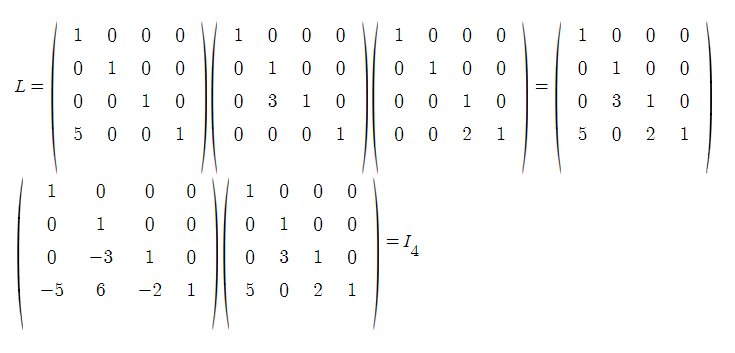 L = ( 1 0 0 0 ) ( 1 0 0 0 ) ( 1 0 0 0 ) = ( 1 0 0 0 )
0 1 0 0 0 1 0 0 0 1 0 0 0 1 0 0
0 0 1 0 0 3 1 0 0 0 1 0 0 3 1 0
5 0 0 1 0 0 0 1 0 0 2 1 5 0 2 1
( 1 0 0 0 ) ( 1 0 0 0 ) = I₄
0 1 0 0 0 1 0 0
0 −3 1 0 0 3 1 0
−5 6 −2 1 5 0 2 1